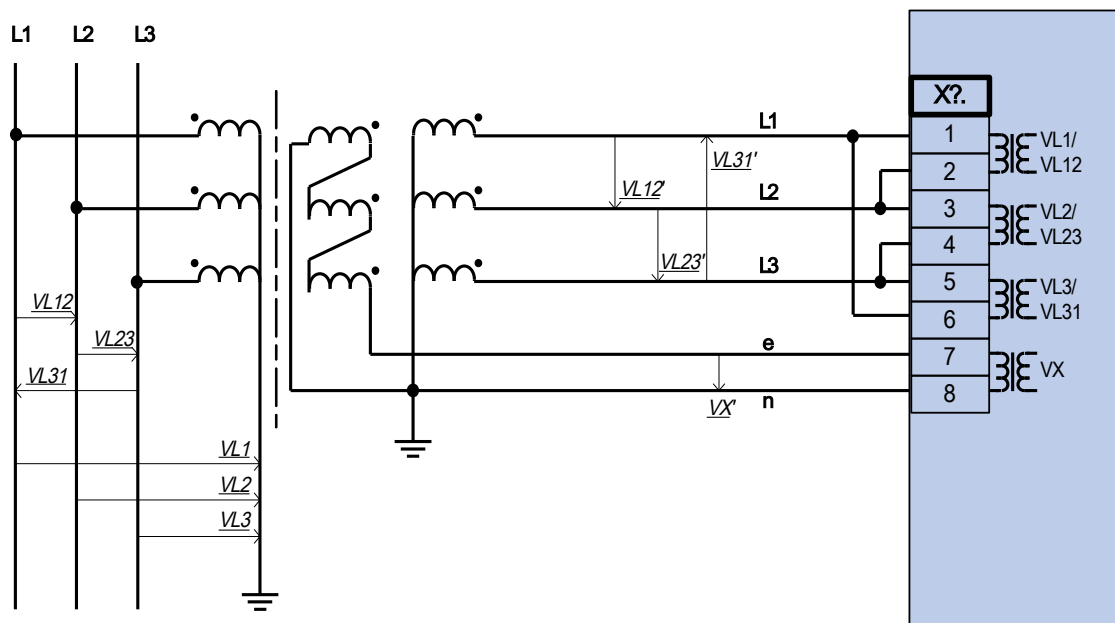 L1 L2 L3
X?.
L1
1
VL1/
VL12
VL31'
2
VL12'
L2
3
VL2/
VL23
4
VL23'
L3
5
VL3/
VL31
6
VL12
VL23
VL31
e
7
VX
VX'
n
8
VL1
VL2
VL3